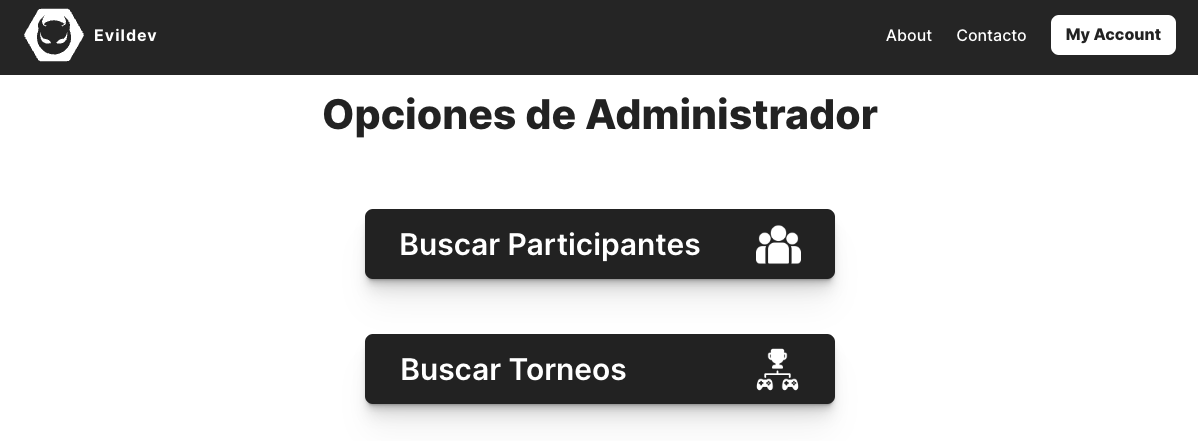 Evildev
About
Contacto
My Account
Opciones de Administrador
Buscar Participantes
Buscar Torneos